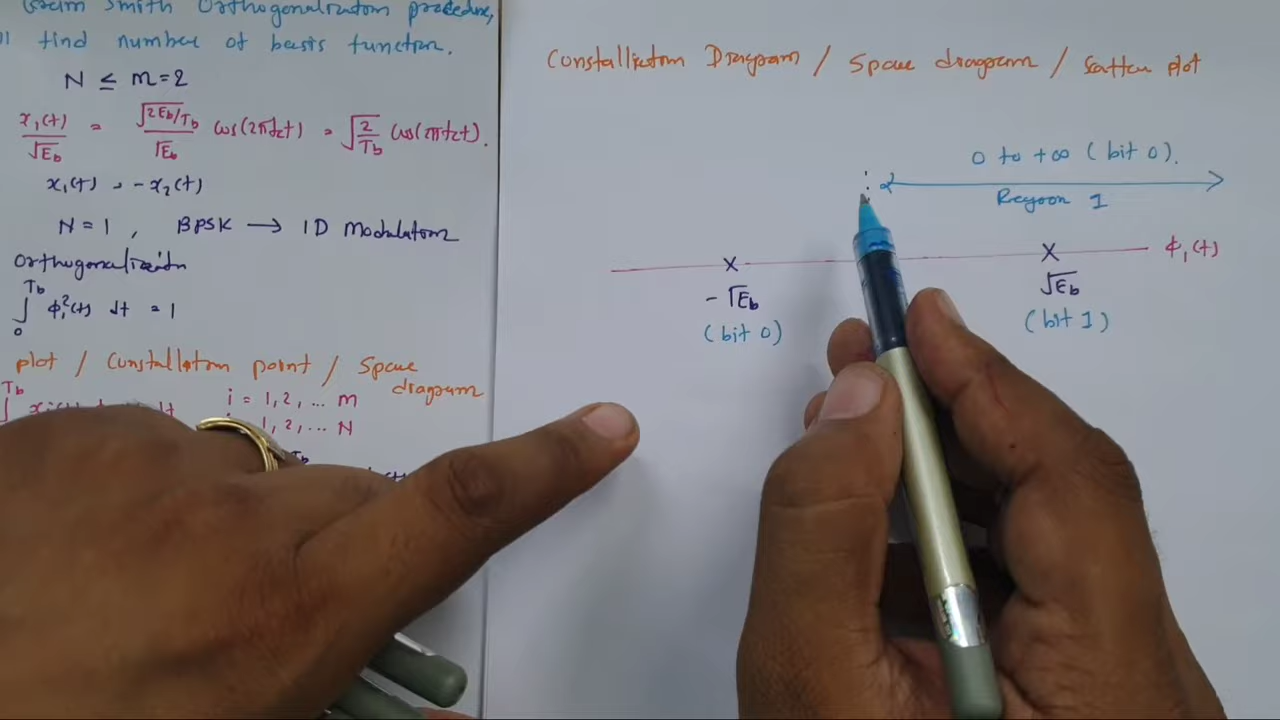 Gram Smith Orthogonalization procedure,
find number of basis function.
N ≤ m = 2
x₁(t)/√Eb = √(2Eb/Tb)/√Eb cos(2πfct) = √(2/Tb) cos(2πfct).
x₁(t) = -x₂(t)
N = 1 , BPSK → 1D Modulation
Orthogonalization
∫₀^Tb ϕ₁²(t) dt = 1
plot / Constallation point / Space
diagram
Tb
i = 1, 2, ... m
1, 2, ... N
Constallation Diagram / Space diagram / Scatter plot
0 to +∞ (bit 0).
Region 1
X X ϕ₁(t)
-√Eb √Eb
(bit 0) (bit 1)